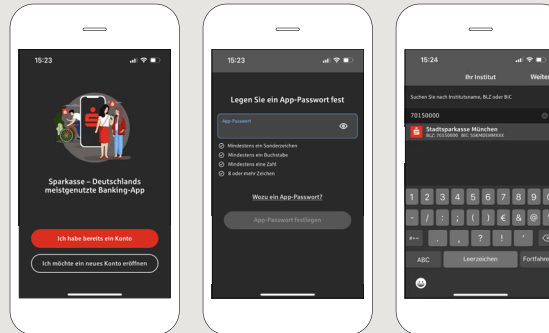 15:23
Sparkasse – Deutschlands
meistgenutzte Banking-App
Ich habe bereits ein Konto
Ich möchte ein neues Konto eröffnen
15:23
Legen Sie ein App-Passwort fest
App-Passwort
Mindestens ein Sonderzeichen
Mindestens ein Buchstabe
Mindestens eine Zahl
8 oder mehr Zeichen
Wozu ein App-Passwort?
App-Passwort festlegen
15:24
Ihr Institut Weiter
Suchen Sie nach Institutsname, BLZ oder BIC
70150000
Stadtsparkasse München
BLZ: 70150000 BIC: SSKMDEMMXXX
1 2 3 4 5 6 7 8 9 0
- / : ; ( ) € & @ "
#+= . , ? ! '
ABC Leerzeichen Fortfahren